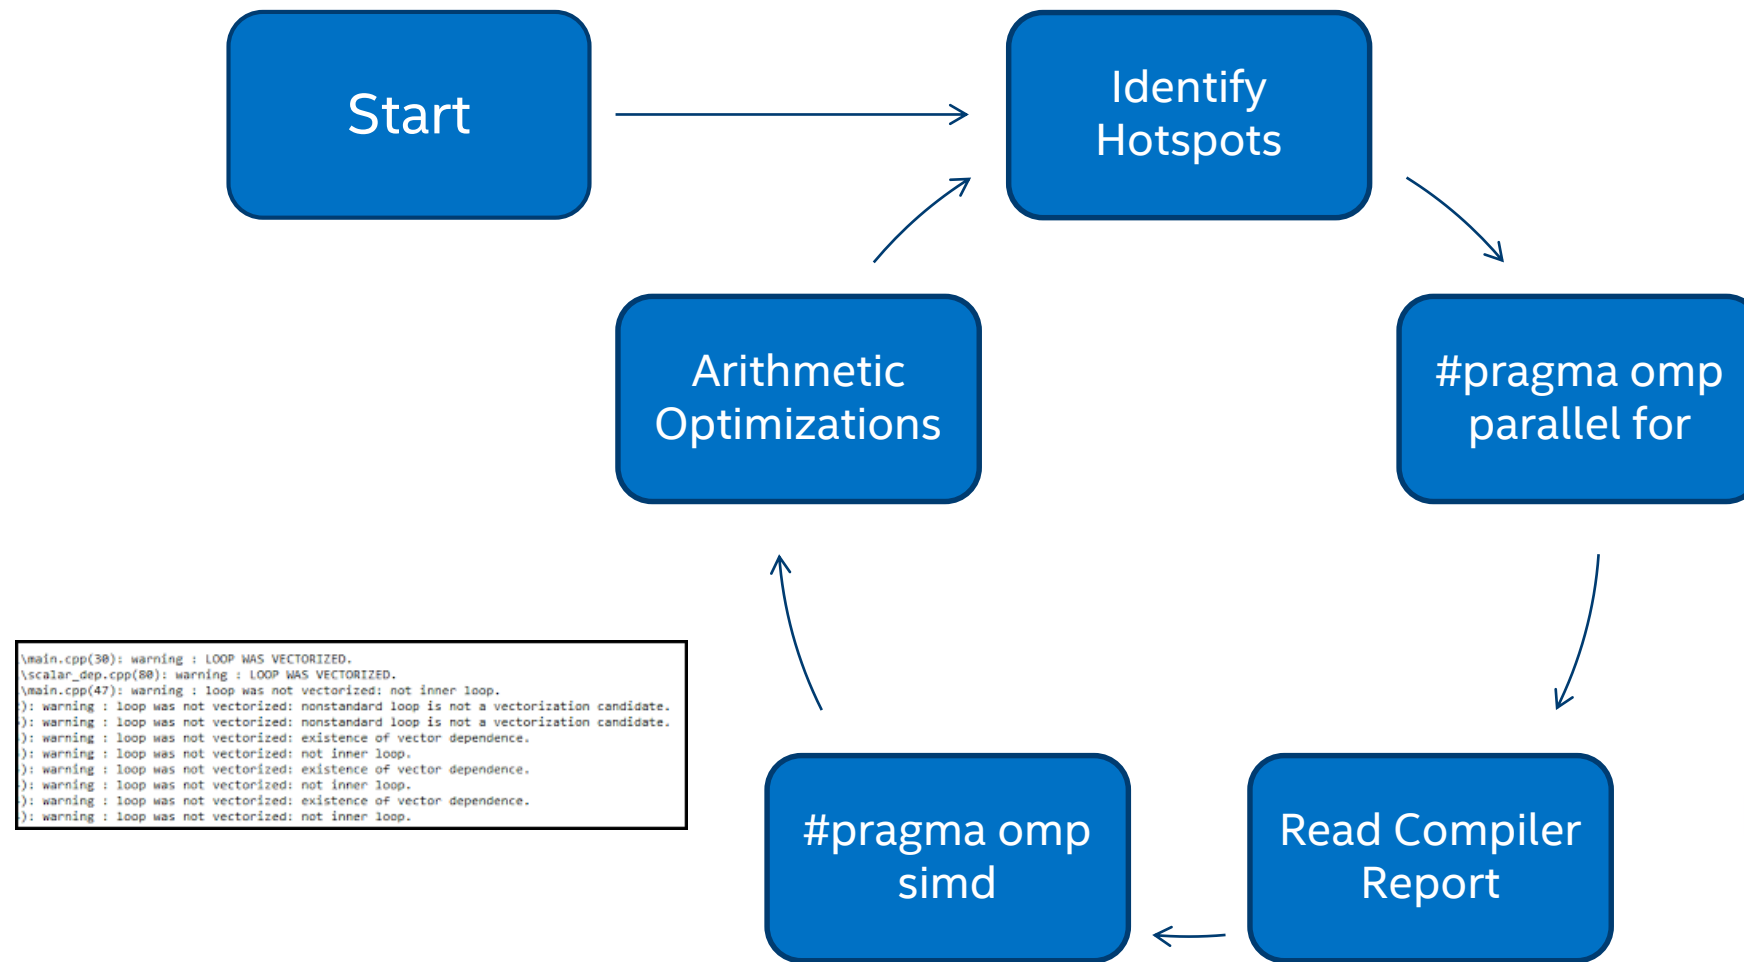 Start
Identify
Hotspots
Arithmetic
Optimizations
#pragma omp
parallel for
\main.cpp(30): warning : LOOP WAS VECTORIZED.
\scalar_dep.cpp(80): warning : LOOP WAS VECTORIZED.
\main.cpp(47): warning : loop was not vectorized: not inner loop.
): warning : loop was not vectorized: nonstandard loop is not a vectorization candidate.
): warning : loop was not vectorized: nonstandard loop is not a vectorization candidate.
): warning : loop was not vectorized: existence of vector dependence.
): warning : loop was not vectorized: not inner loop.
): warning : loop was not vectorized: existence of vector dependence.
): warning : loop was not vectorized: not inner loop.
): warning : loop was not vectorized: existence of vector dependence.
): warning : loop was not vectorized: not inner loop.
#pragma omp
simd
Read Compiler
Report